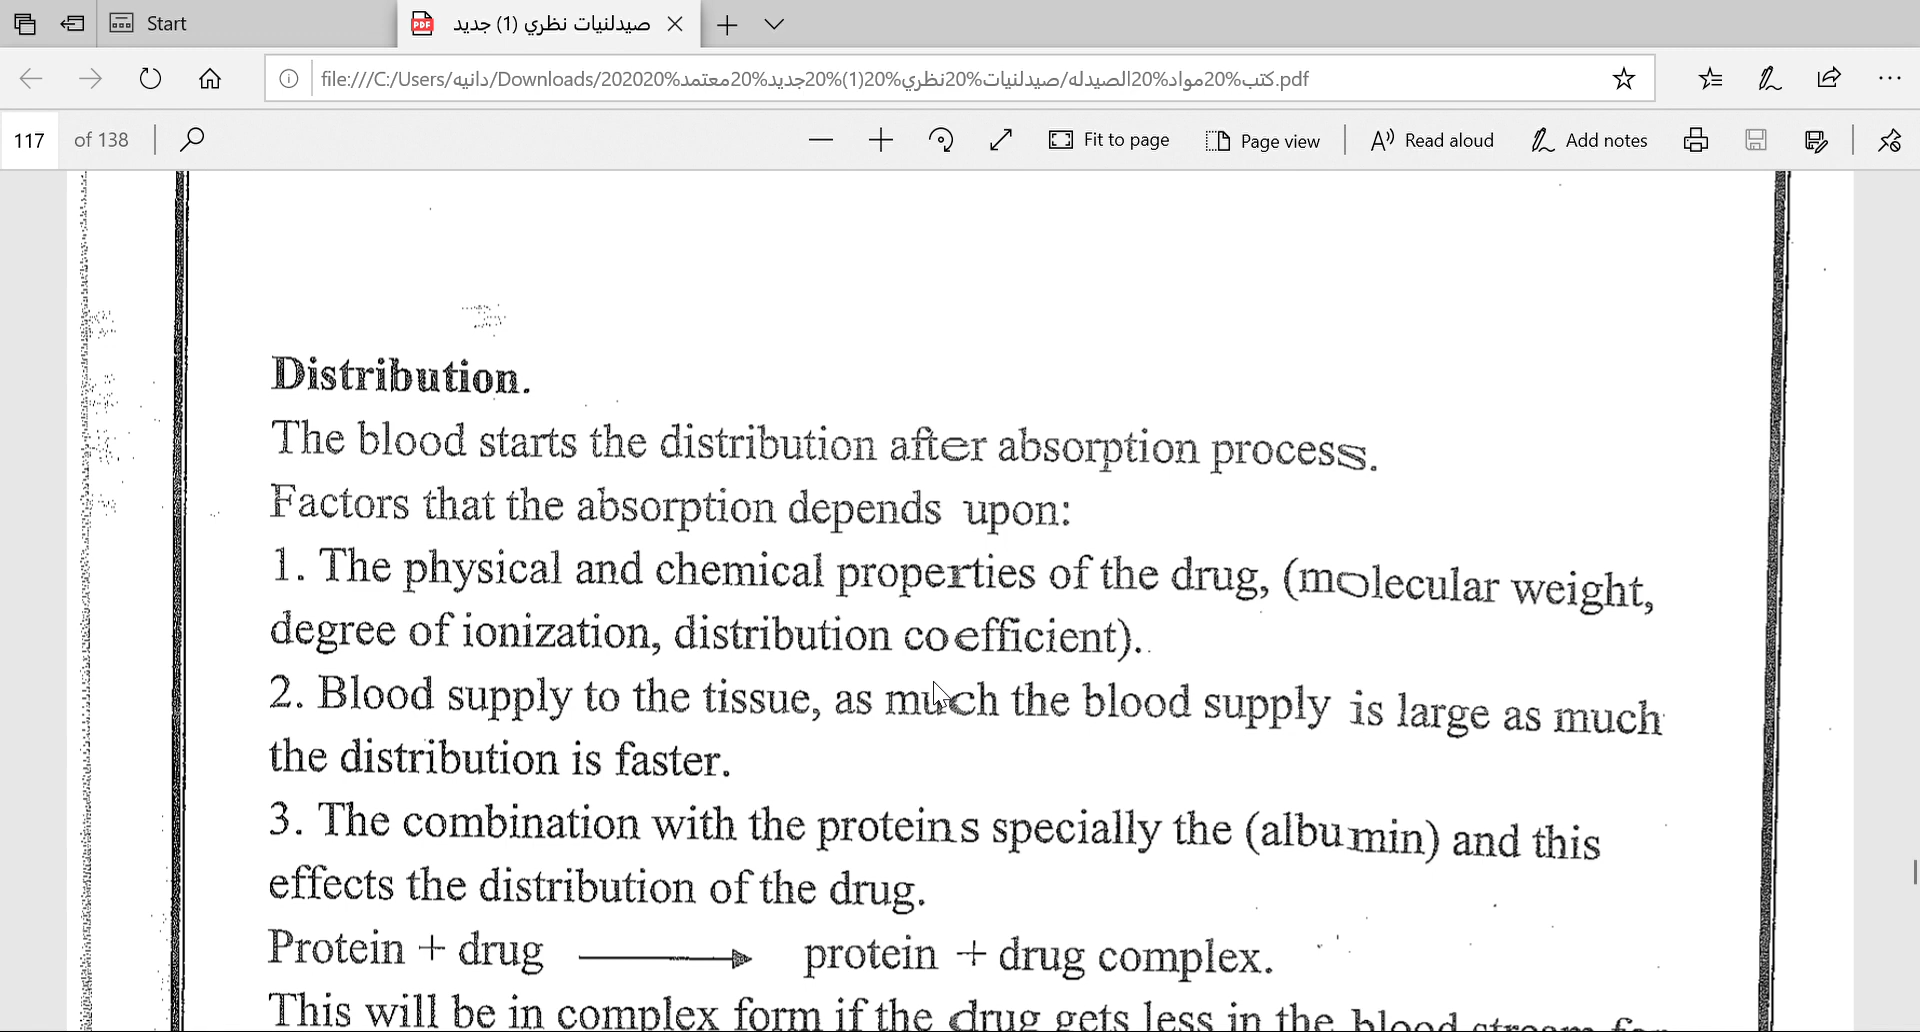 Start
صيدلنيات نظري (1) جديد
file:///C:/Users/دانيه/Downloads/202020%كتب%20مواد%20الصيدله/صيدلنيات%20نظري%20(1)%20جديد%20معتمد.pdf
117 of 138
Fit to page
Page view
Read aloud
Add notes
Distribution.
The blood starts the distribution after absorption process.
Factors that the absorption depends upon:
1. The physical and chemical properties of the drug, (molecular weight,
degree of ionization, distribution coefficient).
2. Blood supply to the tissue, as much the blood supply is large as much
the distribution is faster.
3. The combination with the proteins specially the (albumin) and this
effects the distribution of the drug.
Protein + drug → protein + drug complex.
This will be in complex form if the drug gets less in the blood stream